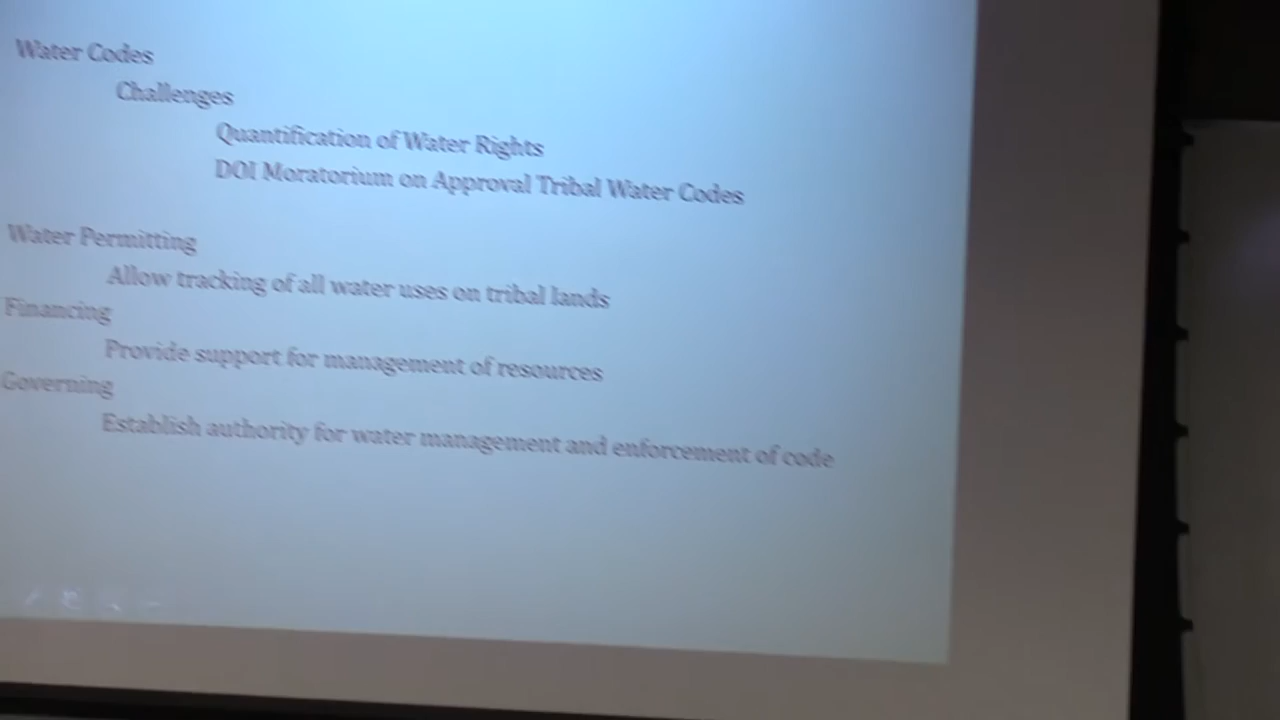 Water Codes
Challenges
Quantification of Water Rights
DOI Moratorium on Approval Tribal Water Codes
Water Permitting
Allow tracking of all water uses on tribal lands
Financing
Provide support for management of resources
Governing
Establish authority for water management and enforcement of code